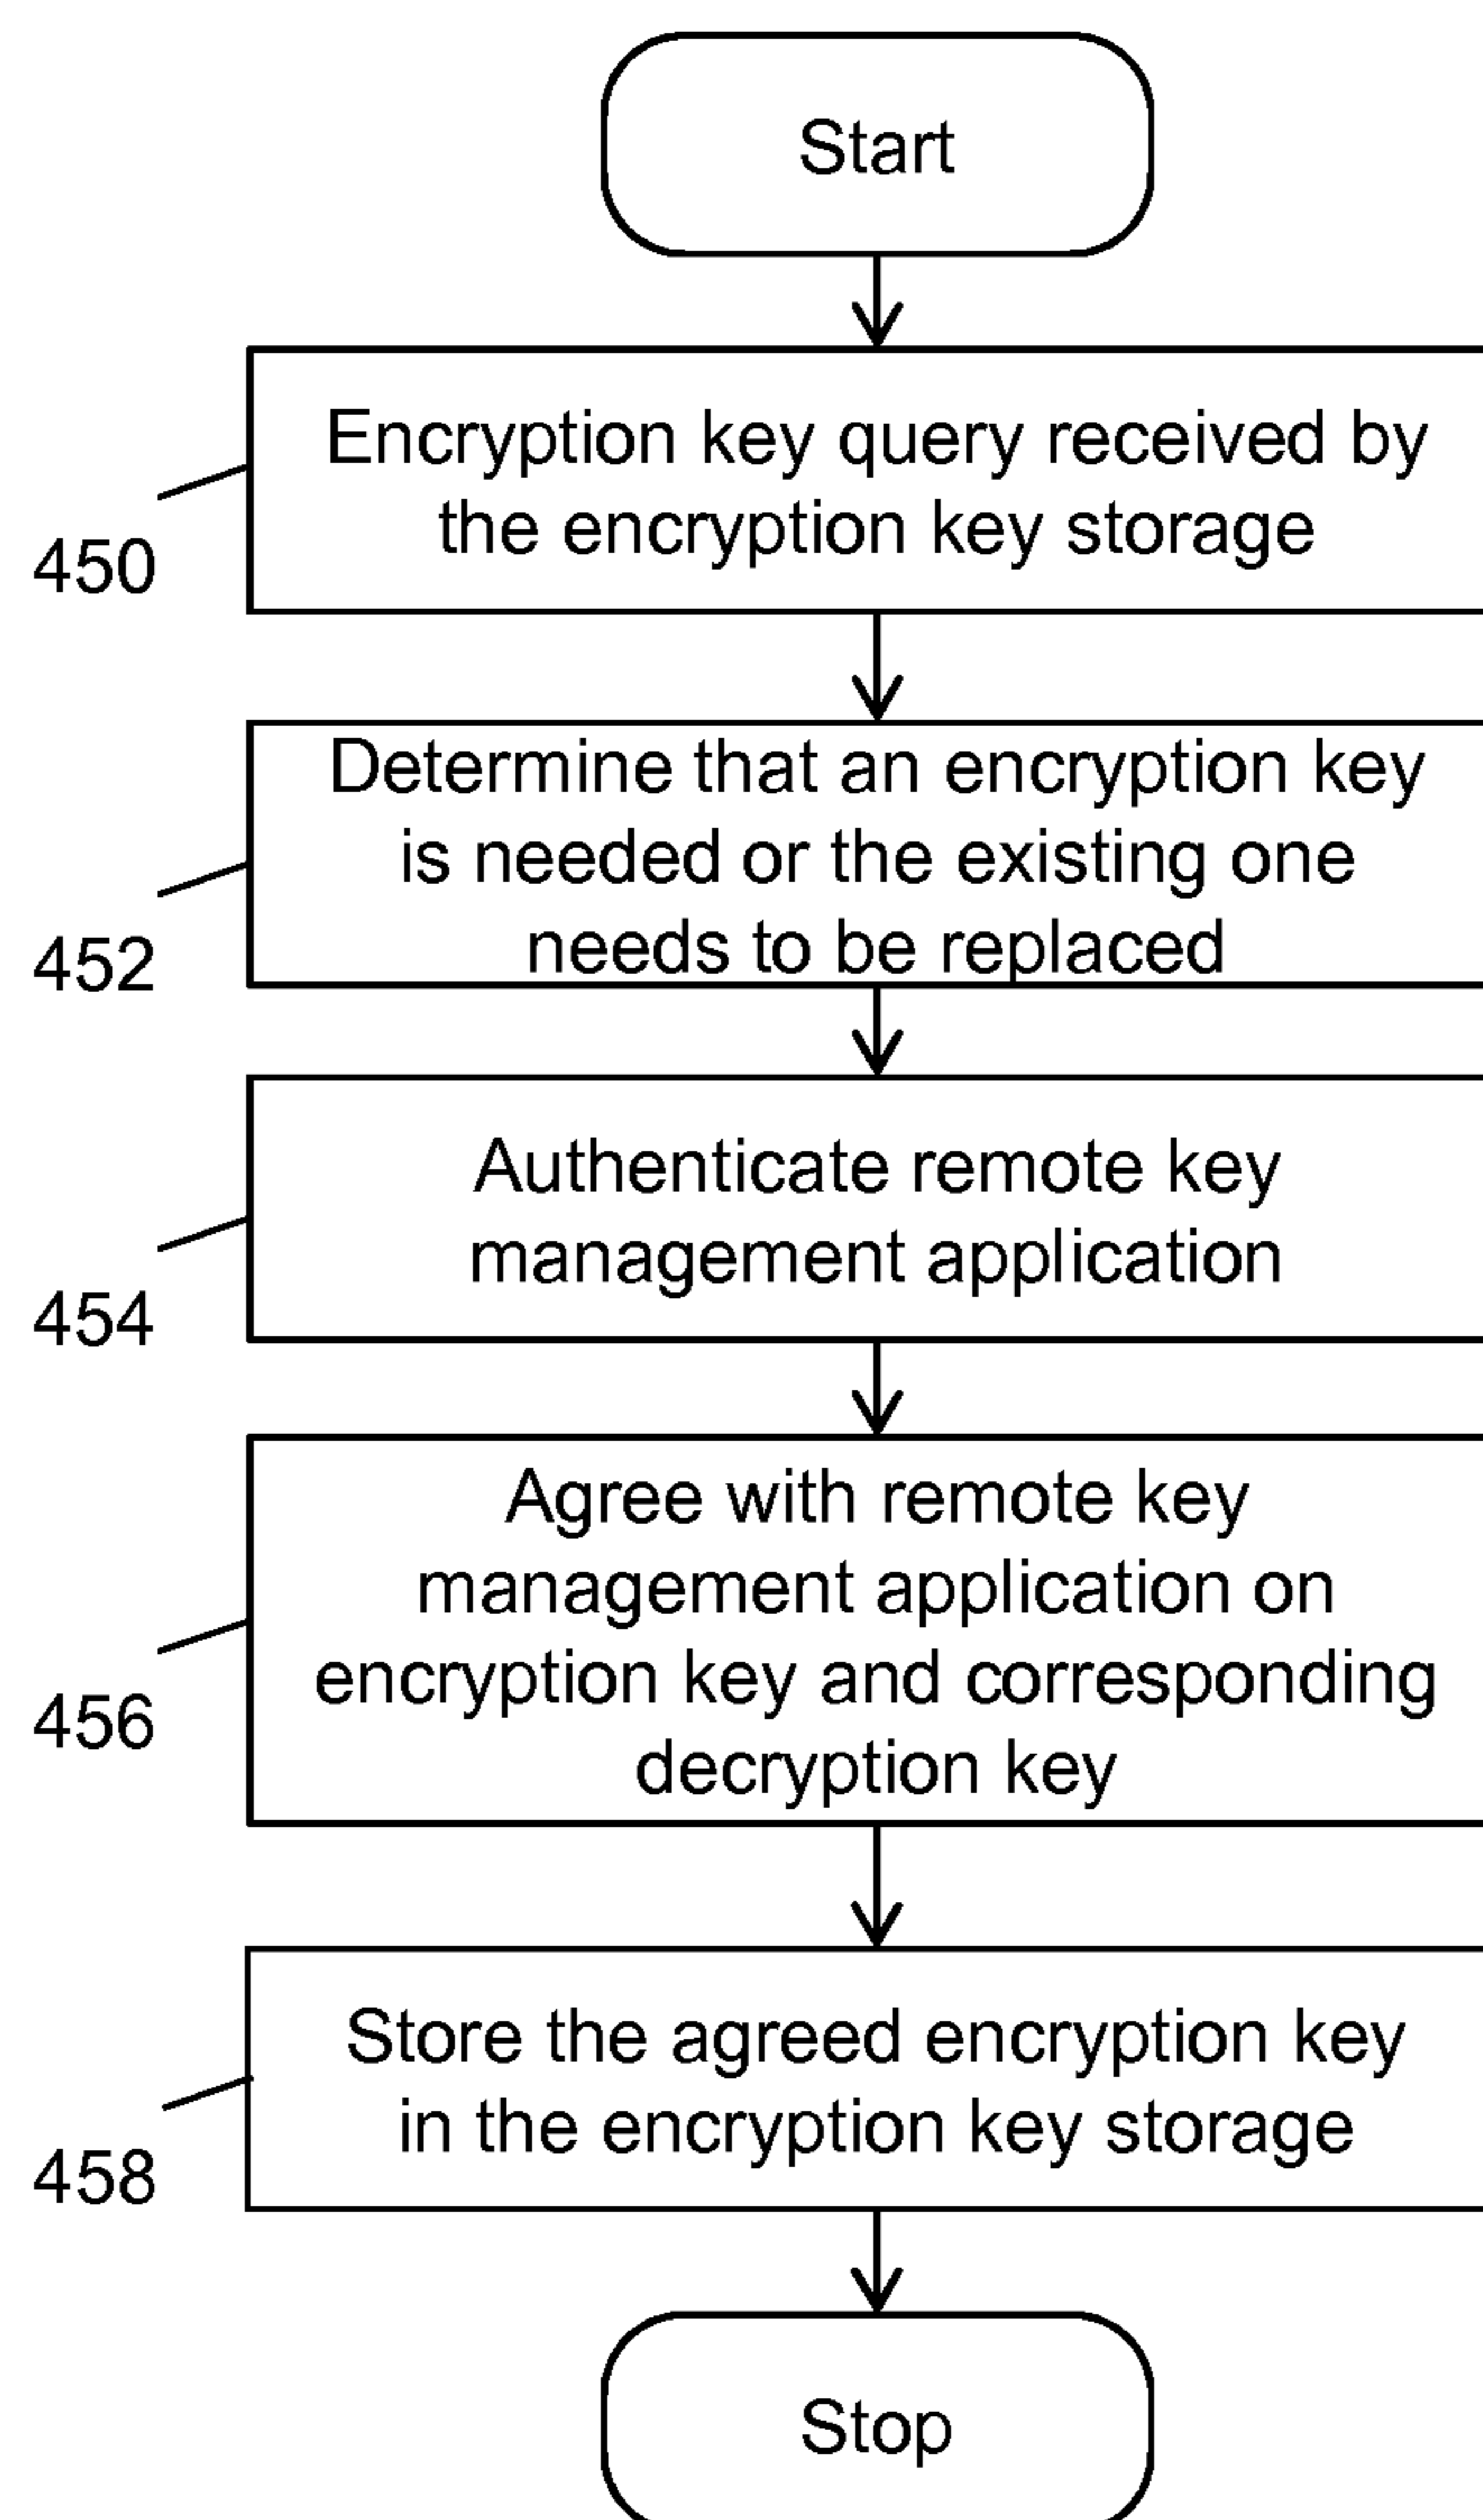 Start
Encryption key query received by
the encryption key storage
450
Determine that an encryption key
is needed or the existing one
needs to be replaced
452
Authenticate remote key
management application
454
Agree with remote key
management application on
encryption key and corresponding
decryption key
456
Store the agreed encryption key
in the encryption key storage
458
Stop